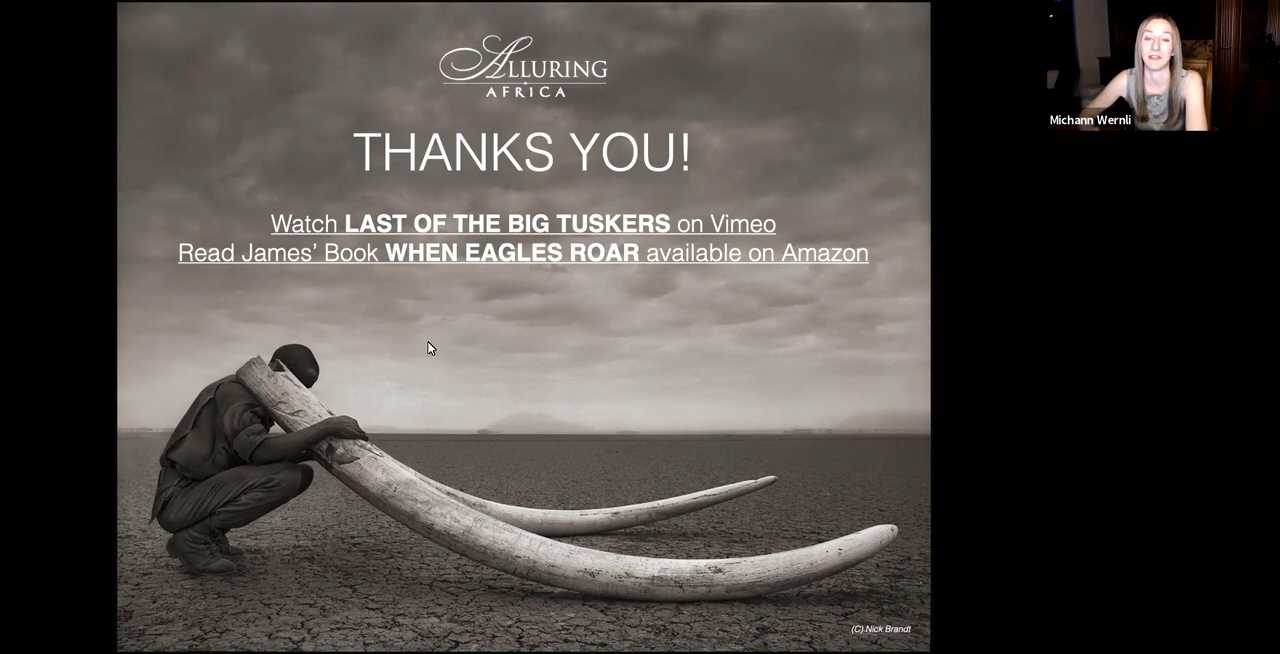 ALLURING
AFRICA
THANKS YOU!
Watch LAST OF THE BIG TUSKERS on Vimeo
Read James’ Book WHEN EAGLES ROAR available on Amazon
(C) Nick Brandt
Michann Wernli